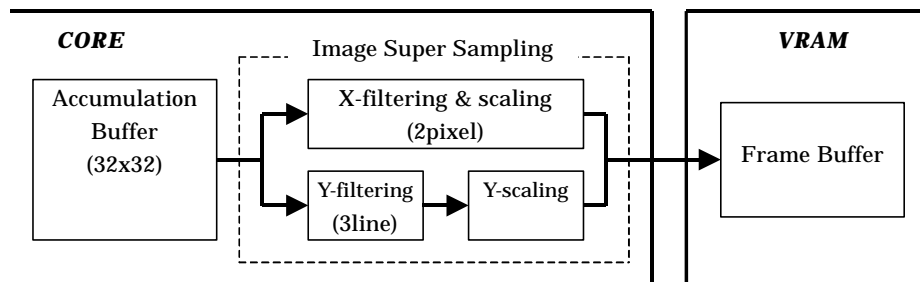 CORE
Image Super Sampling
VRAM
Accumulation
Buffer
(32x32)
X-filtering & scaling
(2pixel)
Y-filtering
(3line)
Y-scaling
Frame Buffer